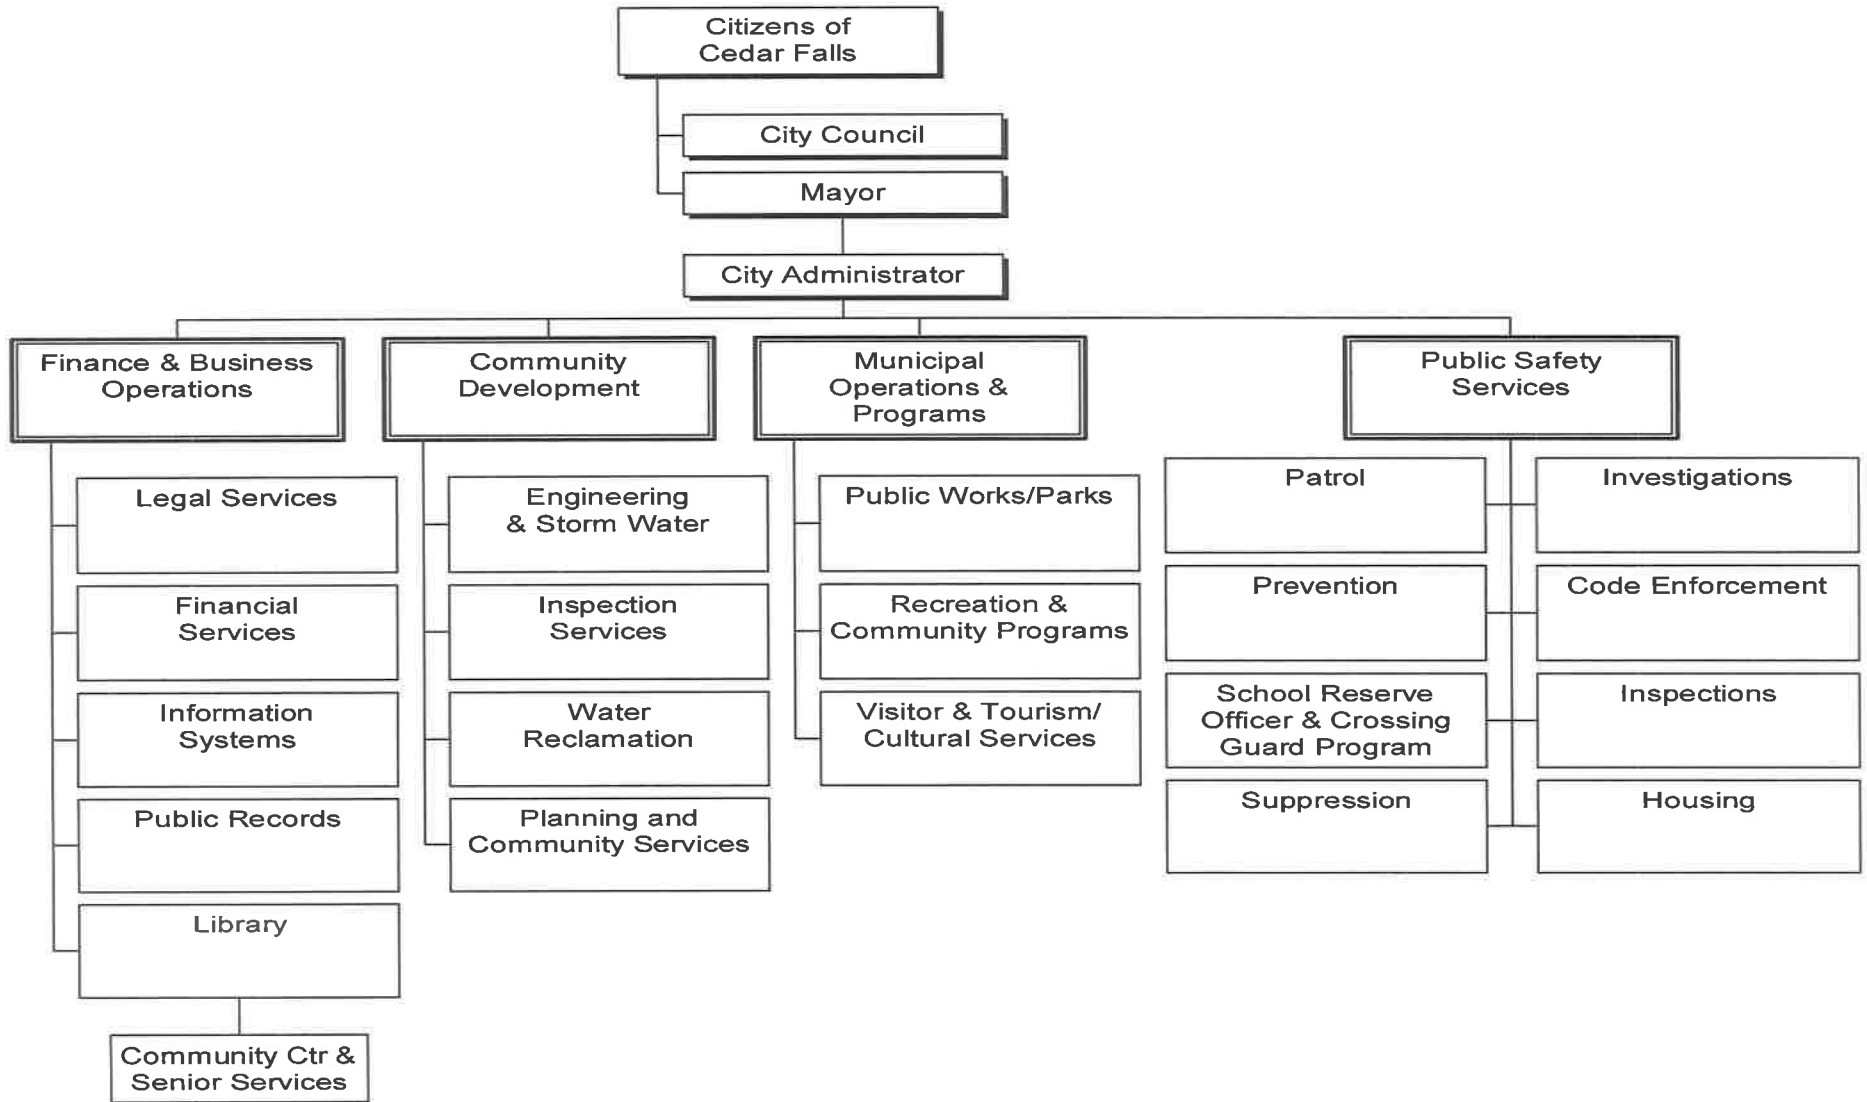 Citizens of
Cedar Falls
City Council
Mayor
City Administrator
Finance & Business
Operations
Community
Development
Municipal
Operations &
Programs
Public Safety
Services
Legal Services
Financial
Services
Information
Systems
Public Records
Library
Community Ctr &
Senior Services
Engineering
& Storm Water
Inspection
Services
Water
Reclamation
Planning and
Community Services
Public Works/Parks
Recreation &
Community Programs
Visitor & Tourism/
Cultural Services
Patrol
Investigations
Prevention
Code Enforcement
School Reserve
Officer & Crossing
Guard Program
Inspections
Suppression
Housing